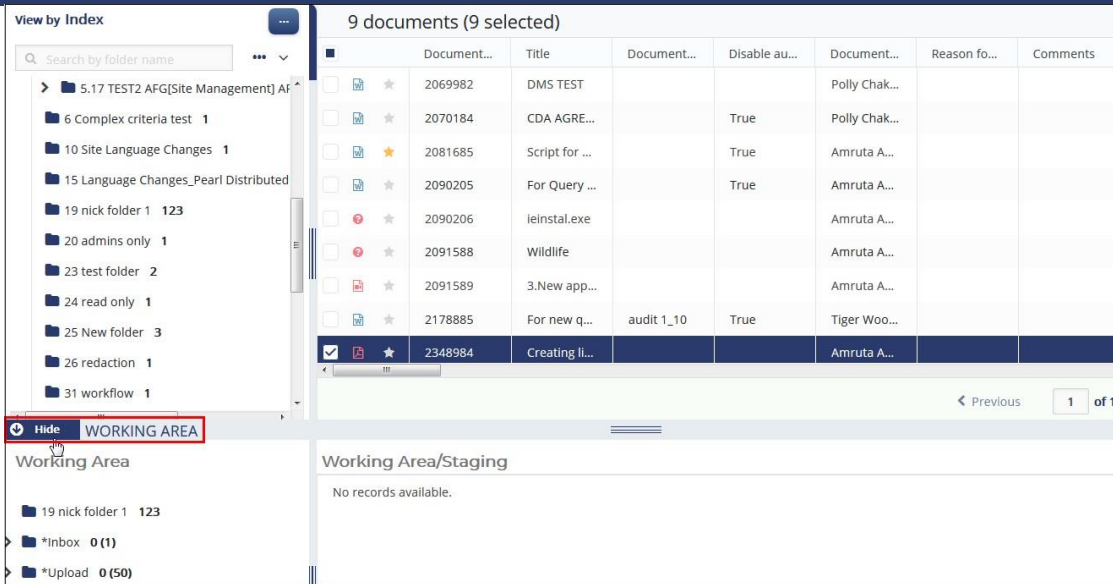 View by Index
...
9 documents (9 selected)
Search by folder name
Document... Title Document... Disable au... Document... Reason fo... Comments
5.17 TEST2 AFG[Site Management] AF
6 Complex criteria test 1
10 Site Language Changes 1
15 Language Changes_Pearl Distributed
19 nick folder 1 123
20 admins only 1
23 test folder 2
24 read only 1
25 New folder 3
26 redaction 1
31 workflow 1
2069982 DMS TEST Polly Chak...
2070184 CDA AGRE... True Polly Chak...
2081685 Script for ... True Amruta A...
2090205 For Query ... True Amruta A...
2090206 ieinstal.exe Amruta A...
2091588 Wildlife Amruta A...
2091589 3.New app... Amruta A...
2178885 For new q... audit 1_10 True Tiger Woo...
2348984 Creating li... Amruta A...
Previous 1 of 1
Hide WORKING AREA
Working Area
19 nick folder 1 123
*Inbox 0 (1)
*Upload 0 (50)
Working Area/Staging
No records available.